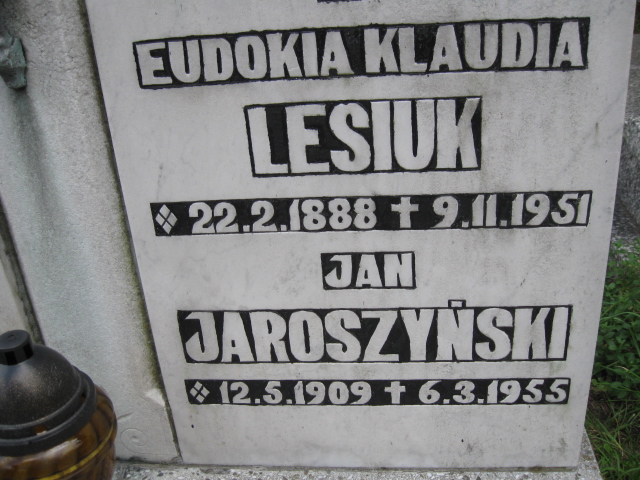 EUDOKIA KLAUDIA
LESIUK
22.2.1888 ✝ 9.11.1951
JAN
JAROSZYŃSKI
12.5.1909 ✝ 6.3.1955